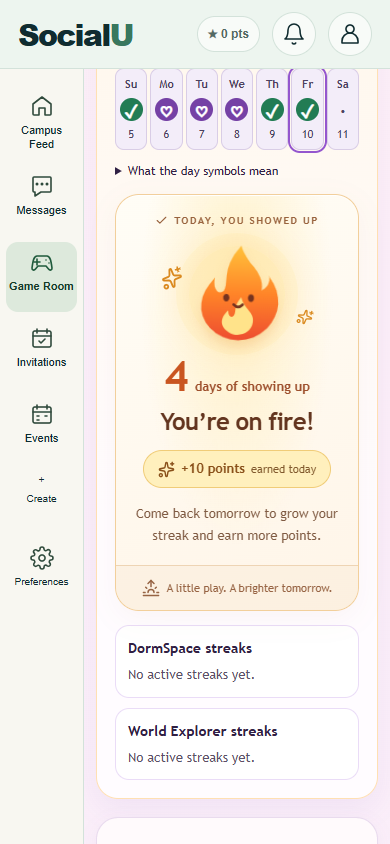 SocialU
★ 0 pts
Su Mo Tu We Th Fr Sa
5 6 7 8 9 10 11
▶ What the day symbols mean
TODAY, YOU SHOWED UP
4 days of showing up
You’re on fire!
+10 points earned today
Come back tomorrow to grow your
streak and earn more points.
A little play. A brighter tomorrow.
DormSpace streaks
No active streaks yet.
World Explorer streaks
No active streaks yet.
Campus
Feed
Messages
Game Room
Invitations
Events
+
Create
Preferences